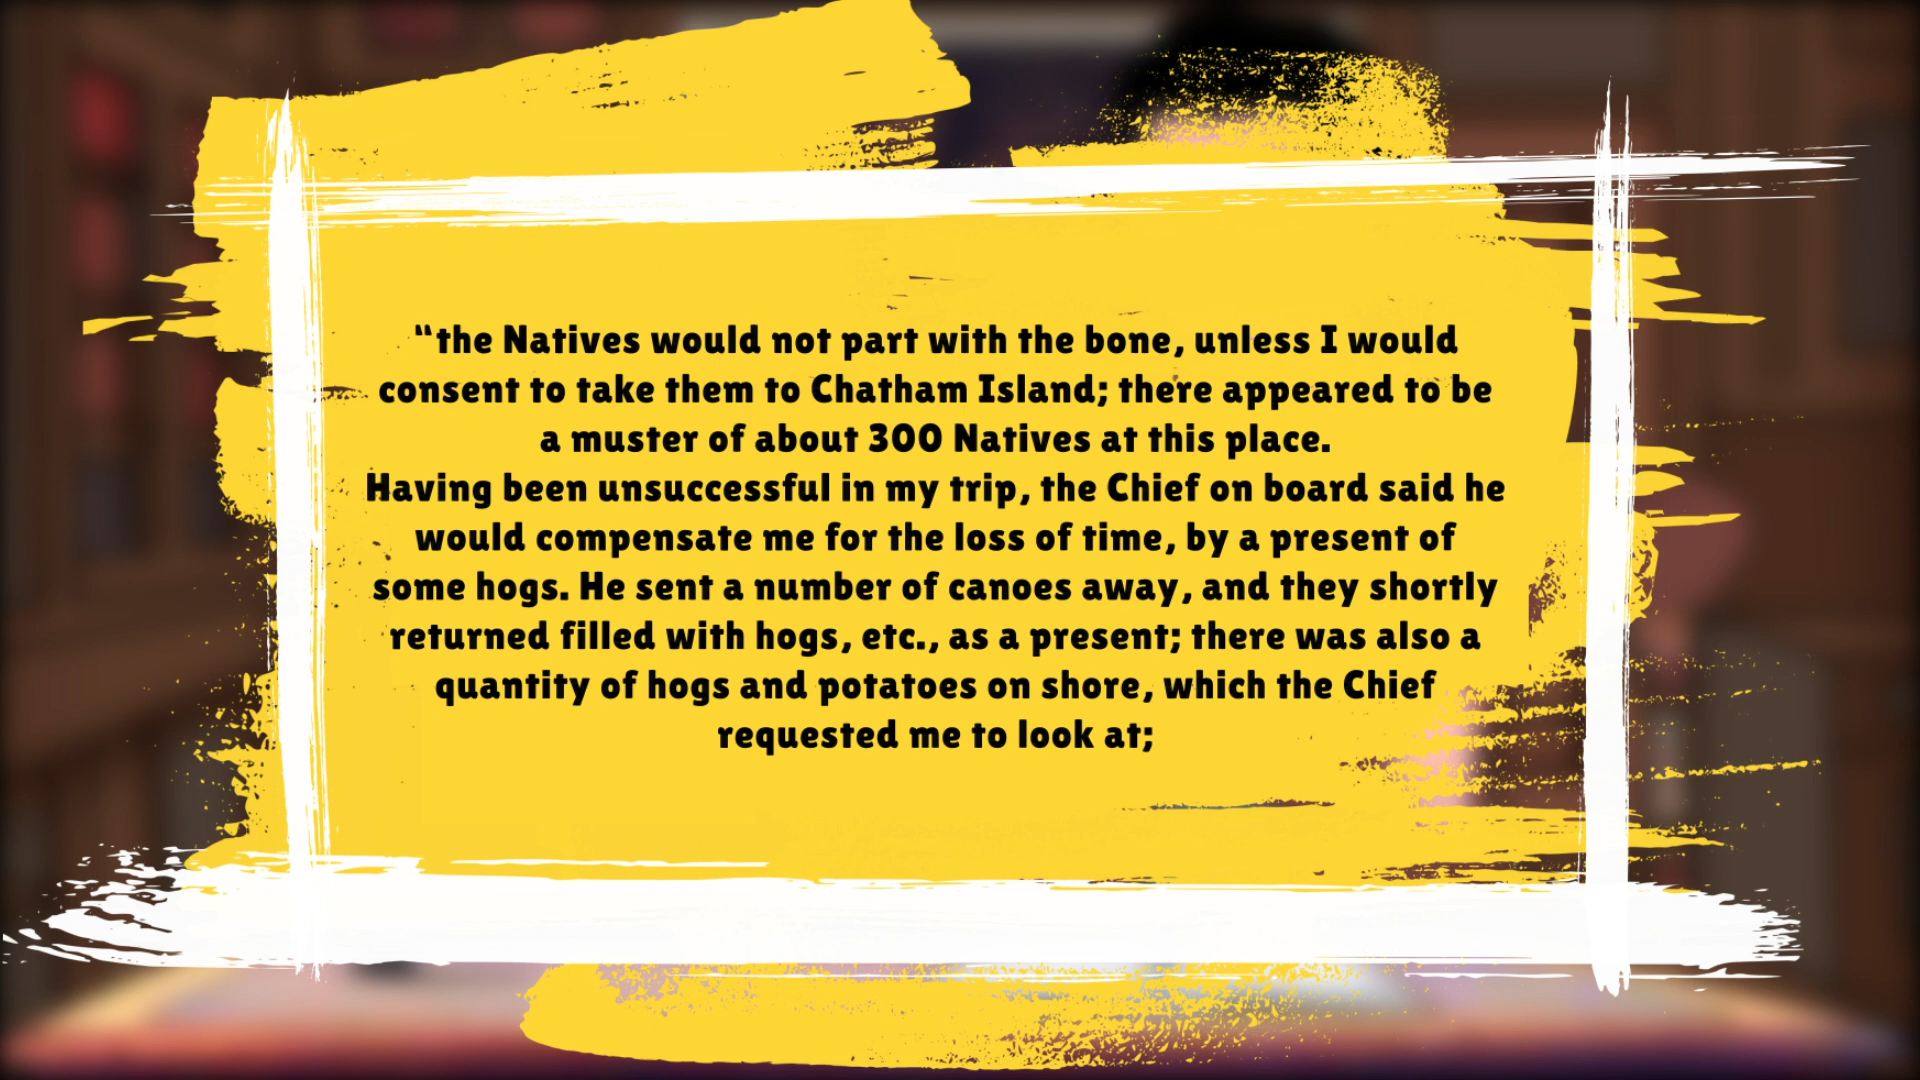 “the Natives would not part with the bone, unless I would
consent to take them to Chatham Island; there appeared to be
a muster of about 300 Natives at this place.
Having been unsuccessful in my trip, the Chief on board said he
would compensate me for the loss of time, by a present of
some hogs. He sent a number of canoes away, and they shortly
returned filled with hogs, etc., as a present; there was also a
quantity of hogs and potatoes on shore, which the Chief
requested me to look at;